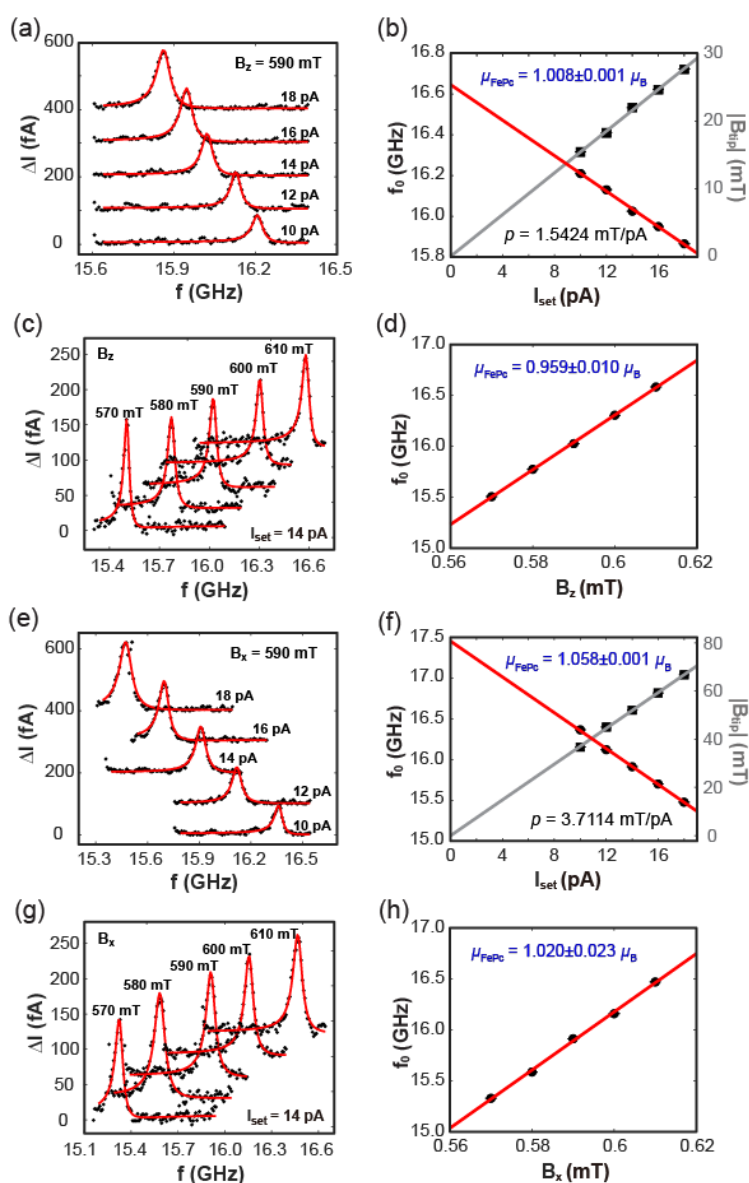 (a)
600
400
200
0
ΔI (fA)
B_z = 590 mT
18 pA
16 pA
14 pA
12 pA
10 pA
15.6
15.9
16.2
16.5
f (GHz)
(b)
16.8
16.6
16.4
16.2
16.0
15.8
f₀ (GHz)
μ_FePc = 1.008±0.001 μ_B
p = 1.5424 mT/pA
30
20
10
0
|B_tip| (mT)
0
4
8
12
16
I_set (pA)
(c)
250
200
150
100
50
0
ΔI (fA)
B_z
570 mT
580 mT
590 mT
600 mT
610 mT
I_set = 14 pA
15.4
15.7
16.0
16.3
16.6
f (GHz)
(d)
17.0
16.5
16.0
15.5
15.0
f₀ (GHz)
μ_FePc = 0.959±0.010 μ_B
0.56
0.58
0.6
0.62
B_z (mT)
(e)
600
400
200
0
ΔI (fA)
B_x = 590 mT
18 pA
16 pA
14 pA
12 pA
10 pA
15.3
15.6
15.9
16.2
16.5
f (GHz)
(f)
17.5
17.0
16.5
16.0
15.5
15.0
f₀ (GHz)
μ_FePc = 1.058±0.001 μ_B
p = 3.7114 mT/pA
80
60
40
20
0
|B_tip| (mT)
0
4
8
12
16
I_set (pA)
(g)
250
200
150
100
50
0
ΔI (fA)
B_x
570 mT
580 mT
590 mT
600 mT
610 mT
I_set = 14 pA
15.1
15.4
15.7
16.0
16.3
16.6
f (GHz)
(h)
17.0
16.5
16.0
15.5
15.0
f₀ (GHz)
μ_FePc = 1.020±0.023 μ_B
0.56
0.58
0.6
0.62
B_x (mT)